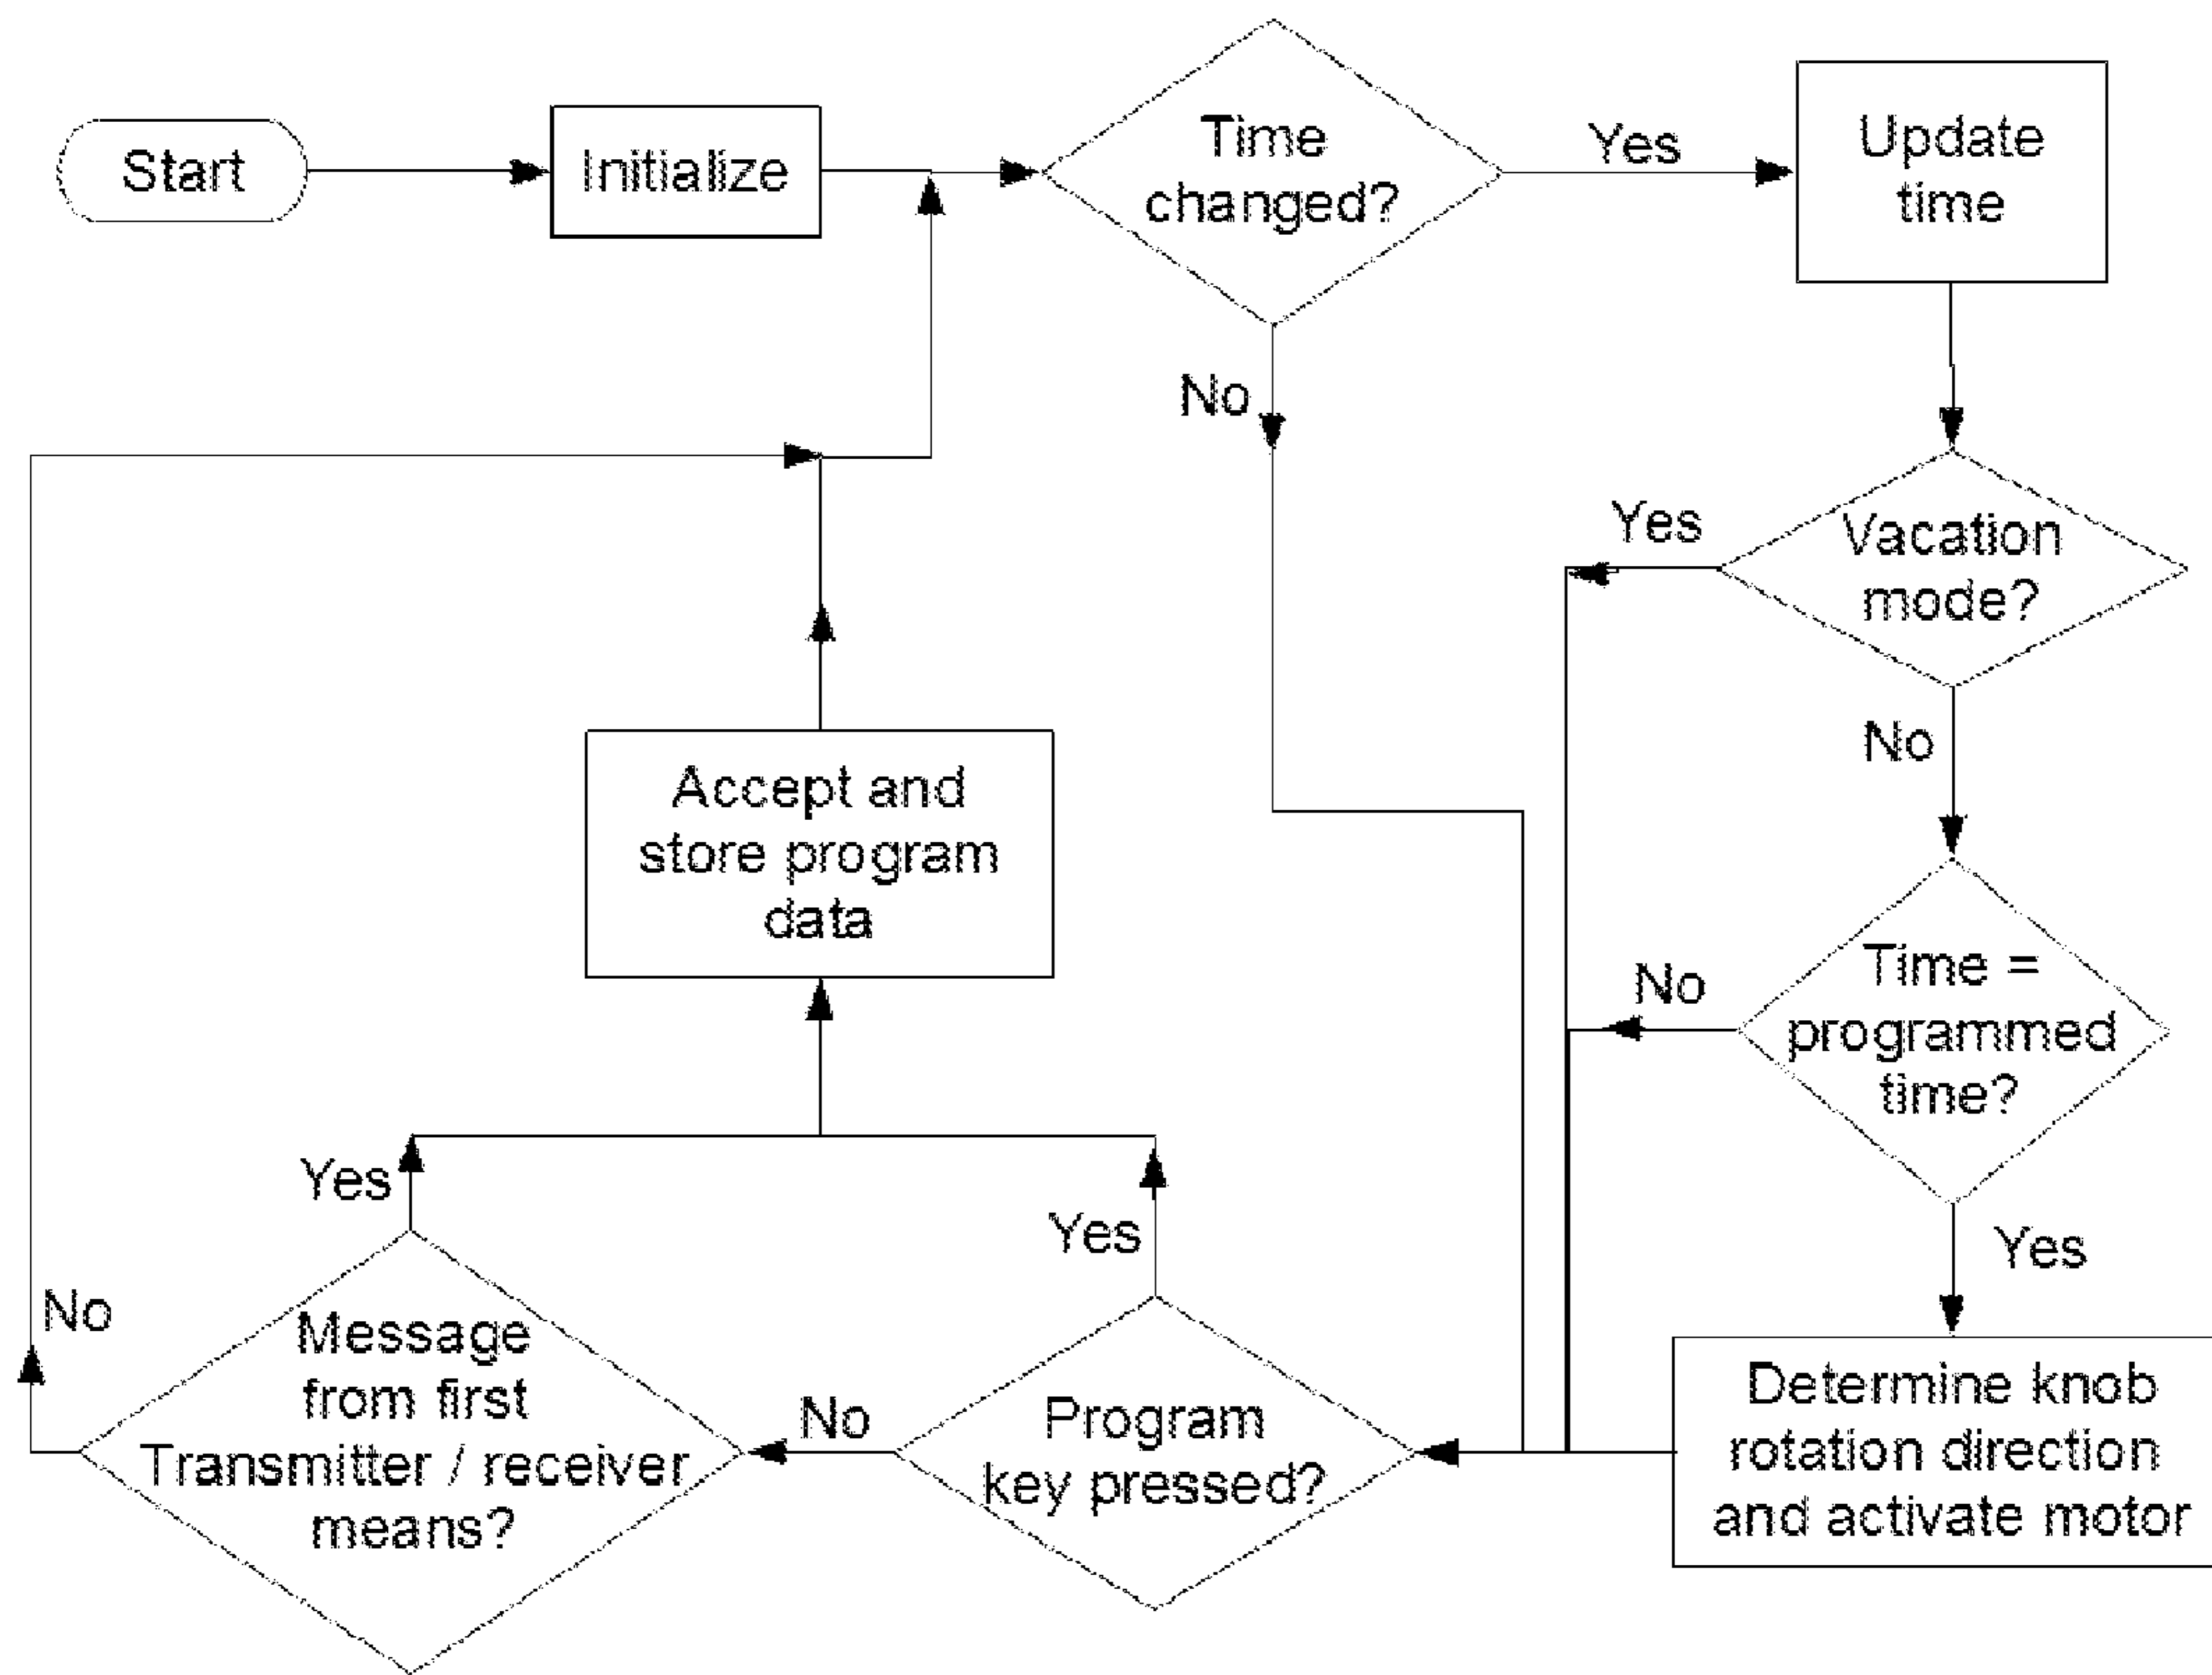 Start
Initialize
Time
changed?
Yes
Update
time
No
Yes
Vacation
mode?
No
Accept and
store program
data
No
Time =
programmed
time?
Yes
Yes
Yes
No
Message
from first
Transmitter / receiver
means?
No
Program
key pressed?
Determine knob
rotation direction
and activate motor